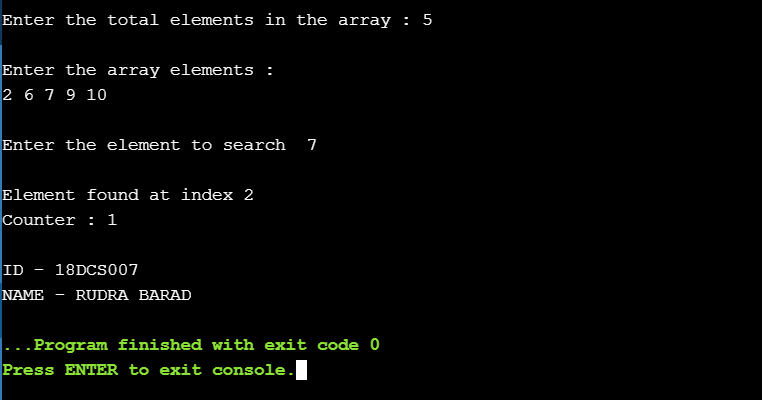 Enter the total elements in the array : 5
Enter the array elements :
2 6 7 9 10
Enter the element to search  7
Element found at index 2
Counter : 1
ID - 18DCS007
NAME - RUDRA BARAD
...Program finished with exit code 0
Press ENTER to exit console.